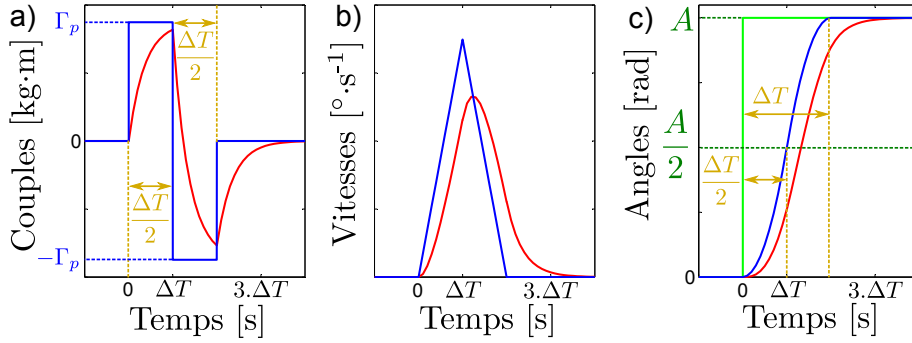 a)
Γp
ΔT/2
0
ΔT/2
−Γp
Couples [kg·m]
0 ΔT 3.ΔT
Temps [s]
b)
Vitesses [°·s-1]
0 ΔT 3.ΔT
Temps [s]
c)
A
ΔT
A/2
ΔT/2
0
Angles [rad]
0 ΔT 3.ΔT
Temps [s]